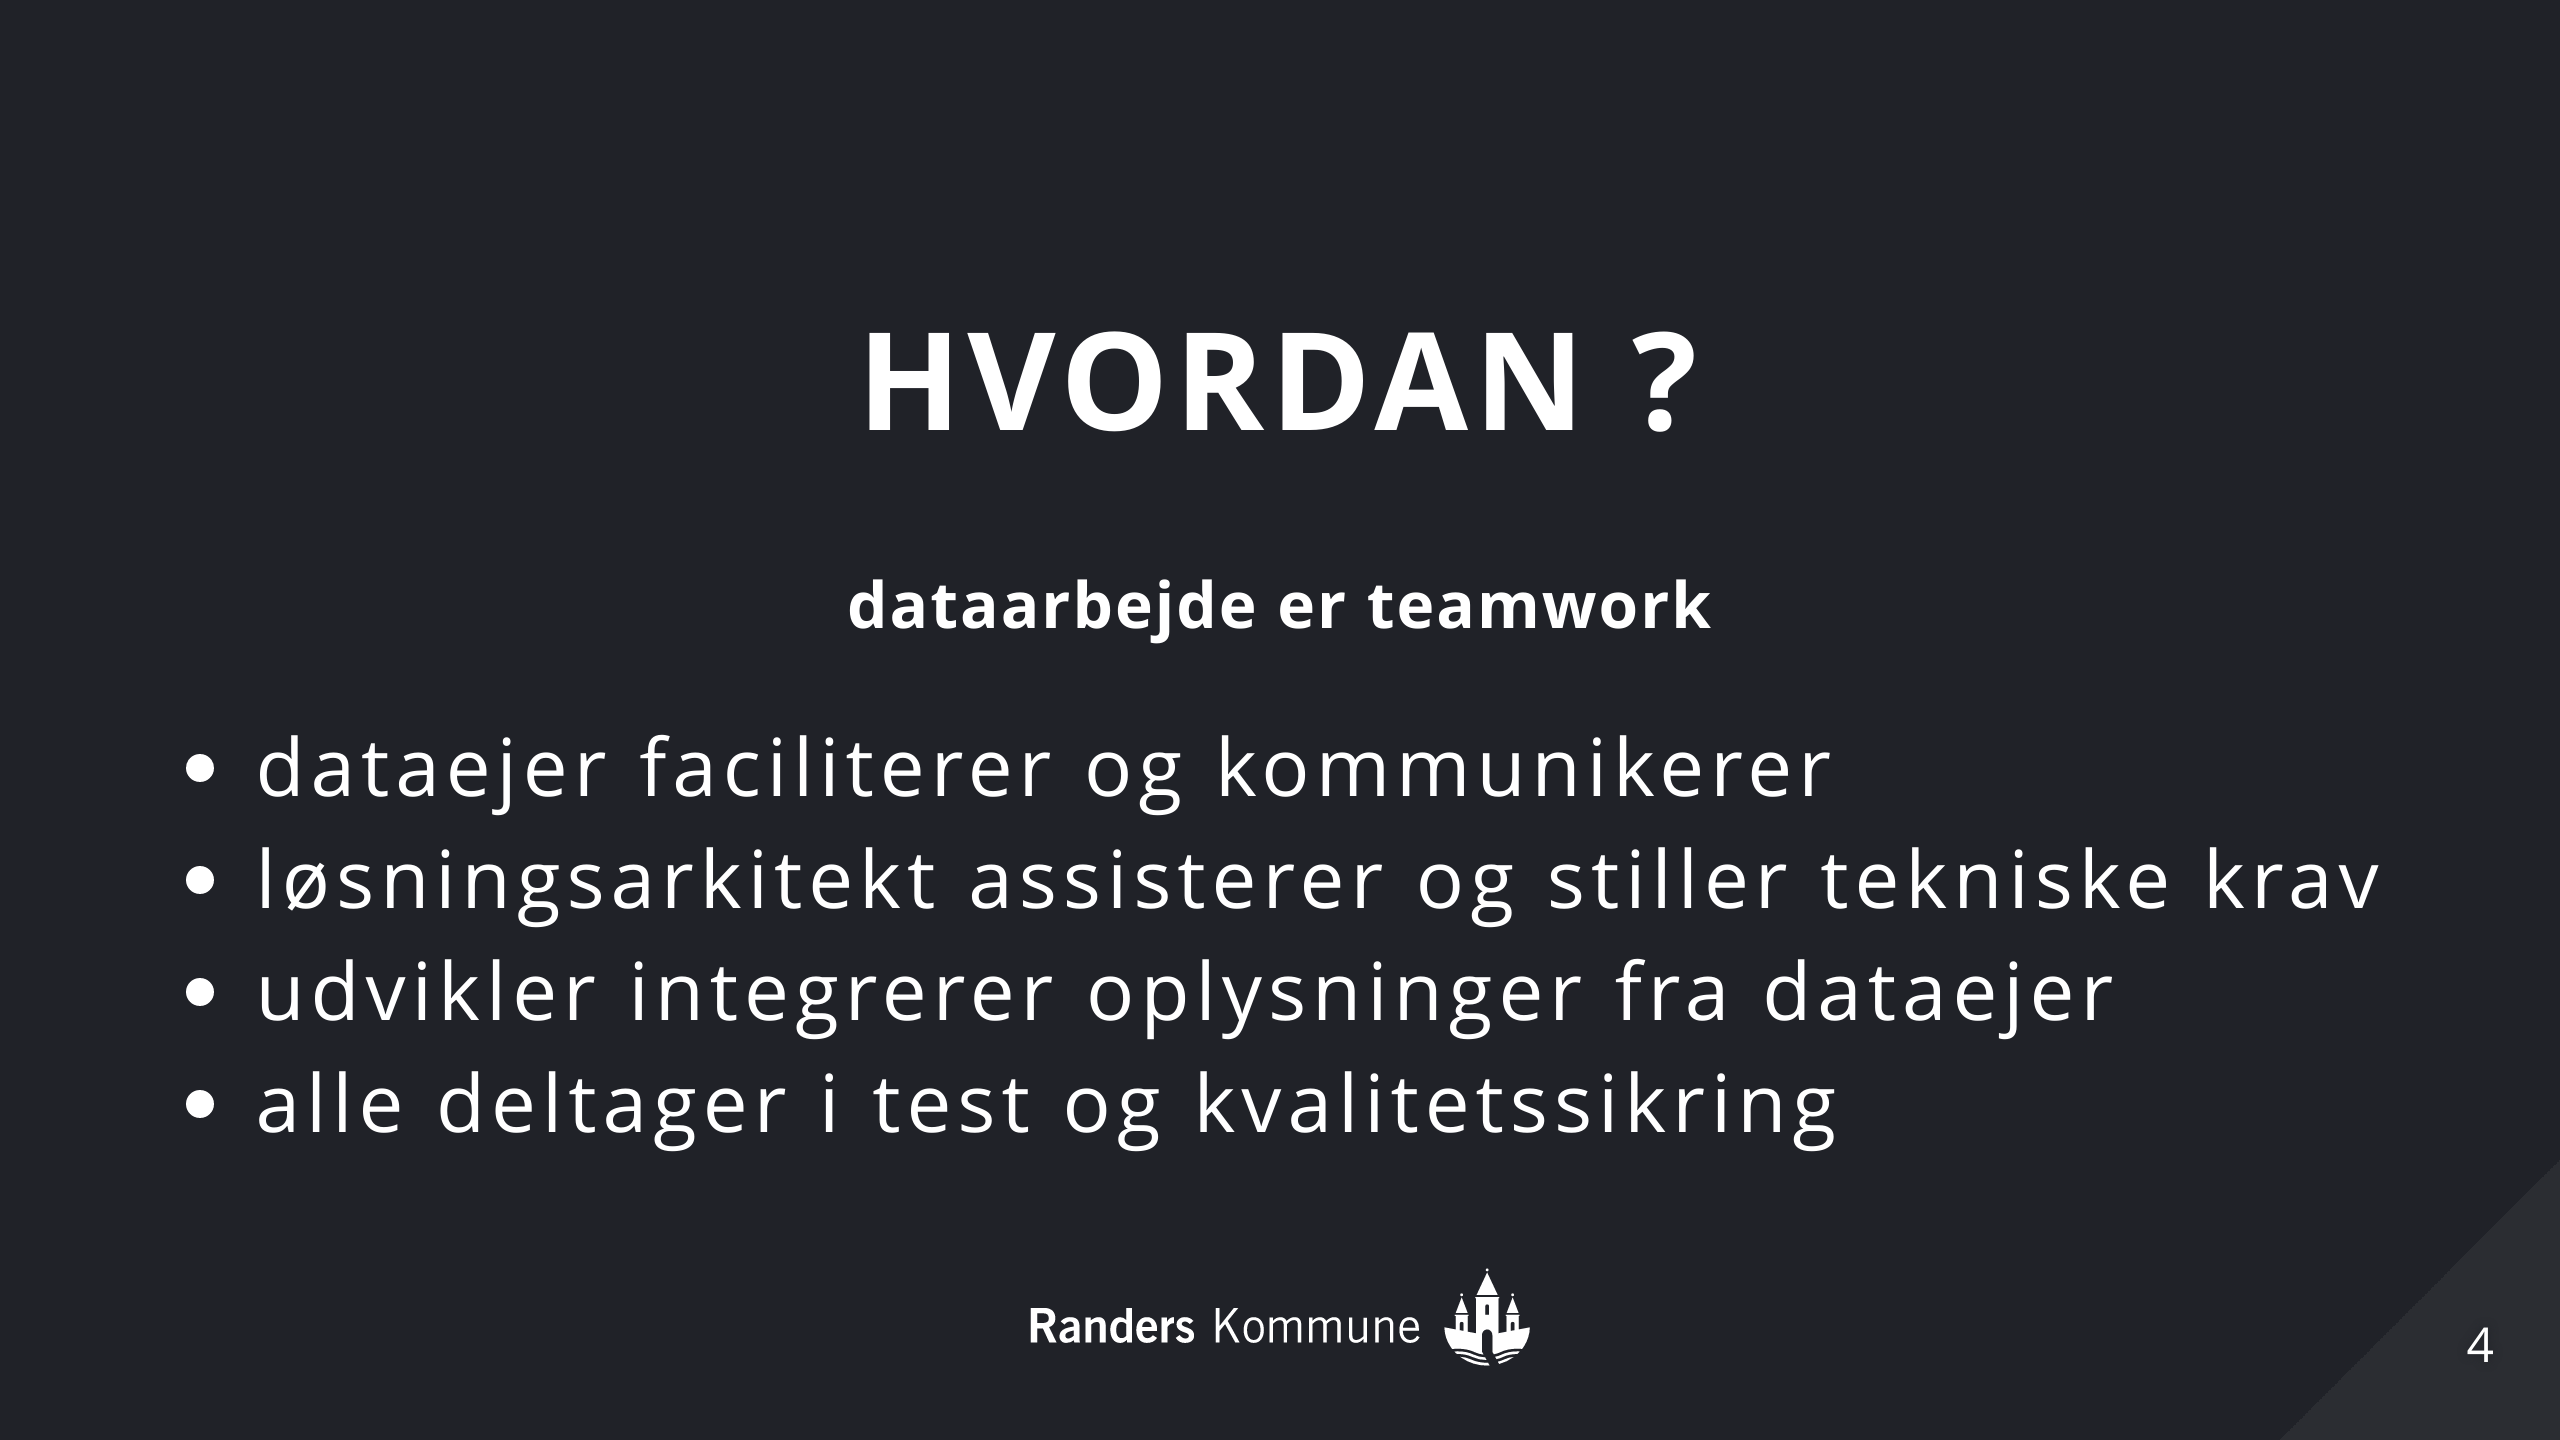 HVORDAN ?
dataarbejde er teamwork
• dataejer faciliterer og kommunikerer
• løsningsarkitekt assisterer og stiller tekniske krav
• udvikler integrerer oplysninger fra dataejer
• alle deltager i test og kvalitetssikring
Randers Kommune
4